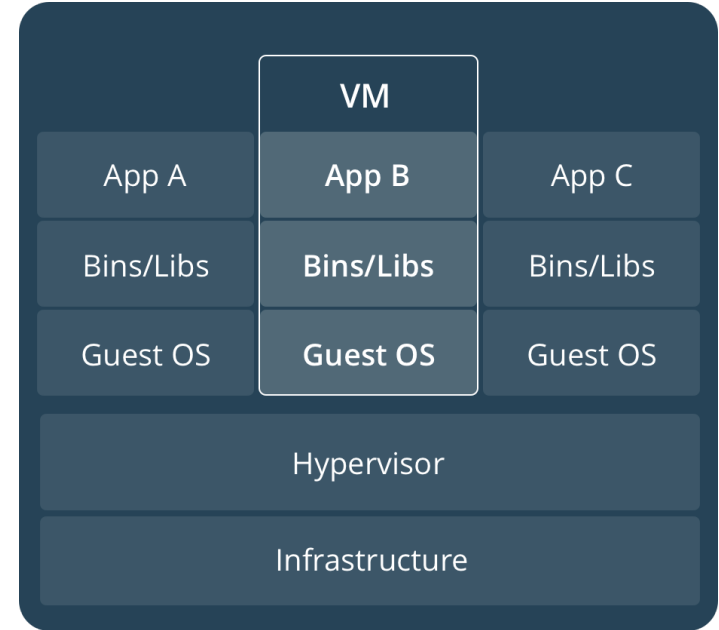 VM
App A
App B
App C
Bins/Libs
Bins/Libs
Bins/Libs
Guest OS
Guest OS
Guest OS
Hypervisor
Infrastructure